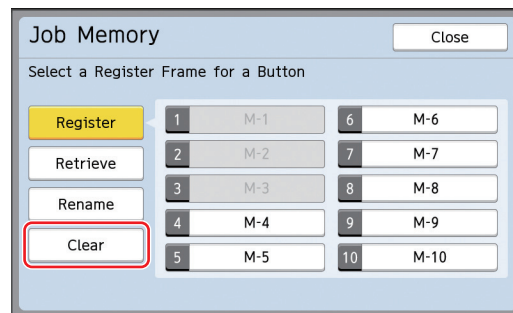 Job Memory
Close
Select a Register Frame for a Button
Register
Retrieve
Rename
Clear
1 M-1
2 M-2
3 M-3
4 M-4
5 M-5
6 M-6
7 M-7
8 M-8
9 M-9
10 M-10